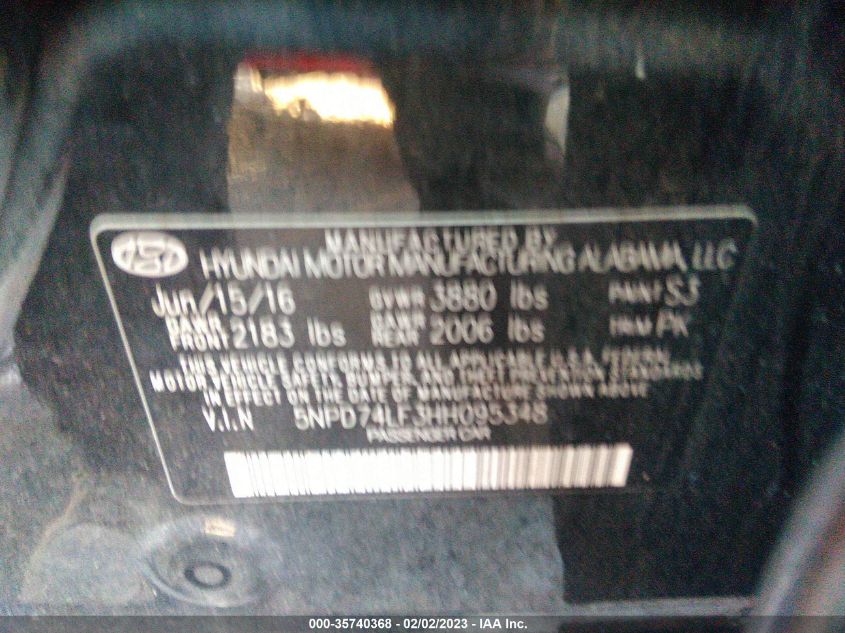 MANUFACTURED BY
HYUNDAI MOTOR MANUFACTURING ALABAMA, LLC
Jun/15/16 GVWR 3880 lbs PAINT S3
GAWR FRONT 2183 lbs GAWR REAR 2006 lbs TRIM PK
THIS VEHICLE CONFORMS TO ALL APPLICABLE U.S.A. FEDERAL
MOTOR VEHICLE SAFETY, BUMPER, AND THEFT PREVENTION STANDARDS
IN EFFECT ON THE DATE OF MANUFACTURE SHOWN ABOVE
V.I.N 5NPD74LF3HH095348
PASSENGER CAR
000-35740368 - 02/02/2023 - IAA Inc.